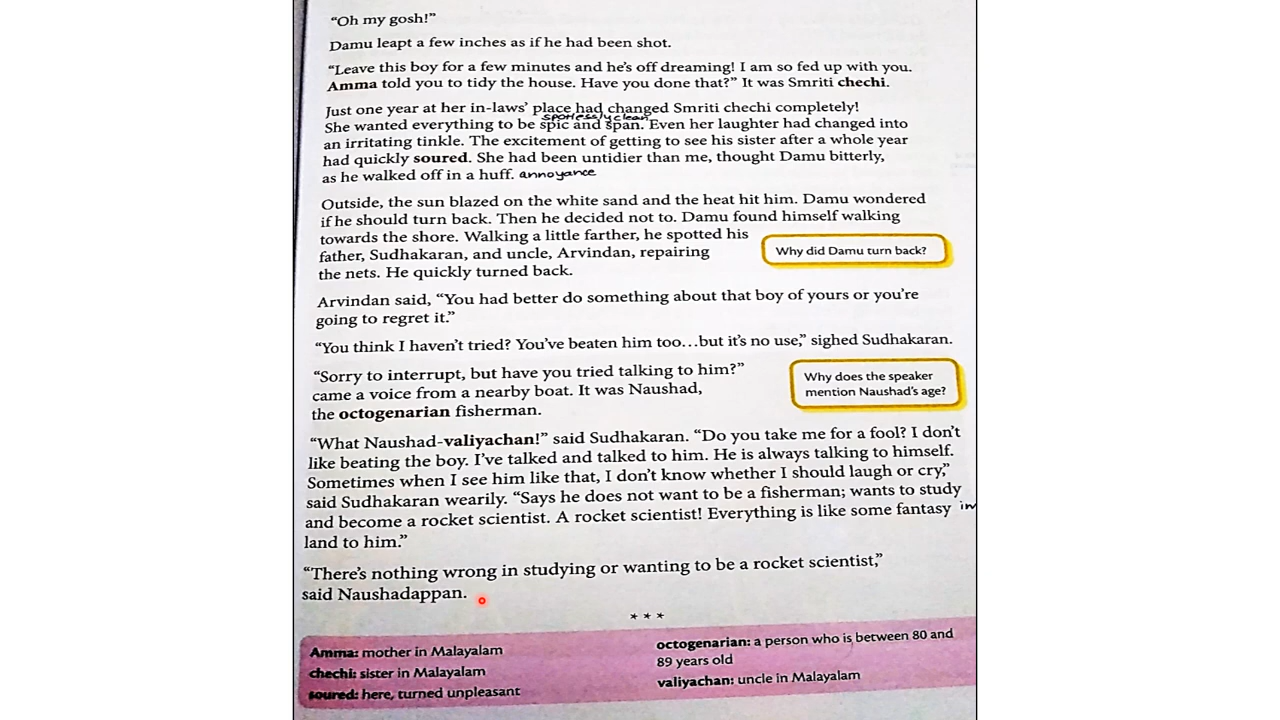 “Oh my gosh!”
Damu leapt a few inches as if he had been shot.
“Leave this boy for a few minutes and he’s off dreaming! I am so fed up with you.
Amma told you to tidy the house. Have you done that?” It was Smriti chechi.
Just one year at her in-laws’ place had changed Smriti chechi completely!
spotlessly clean
She wanted everything to be spic and span. Even her laughter had changed into
an irritating tinkle. The excitement of getting to see his sister after a whole year
had quickly soured. She had been untidier than me, thought Damu bitterly,
as he walked off in a huff. annoyance
Outside, the sun blazed on the white sand and the heat hit him. Damu wondered
if he should turn back. Then he decided not to. Damu found himself walking
towards the shore. Walking a little farther, he spotted his
father, Sudhakaran, and uncle, Arvindan, repairing
the nets. He quickly turned back.
Why did Damu turn back?
Arvindan said, “You had better do something about that boy of yours or you’re
going to regret it.”
“You think I haven’t tried? You’ve beaten him too...but it’s no use,” sighed Sudhakaran.
“Sorry to interrupt, but have you tried talking to him?”
came a voice from a nearby boat. It was Naushad,
the octogenarian fisherman.
Why does the speaker
mention Naushad’s age?
“What Naushad-valiyachan!” said Sudhakaran. “Do you take me for a fool? I don’t
like beating the boy. I’ve talked and talked to him. He is always talking to himself.
Sometimes when I see him like that, I don’t know whether I should laugh or cry,”
said Sudhakaran wearily. “Says he does not want to be a fisherman; wants to study
and become a rocket scientist. A rocket scientist! Everything is like some fantasy
land to him.”
“There’s nothing wrong in studying or wanting to be a rocket scientist,”
said Naushadappan.
* * *
Amma: mother in Malayalam
chechi: sister in Malayalam
soured: here, turned unpleasant
octogenarian: a person who is between 80 and
89 years old
valiyachan: uncle in Malayalam